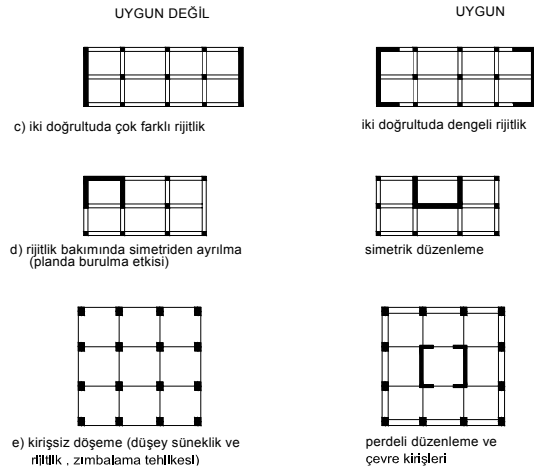 UYGUN DEĞİL
UYGUN
c) iki doğrultuda çok farklı rijitlik
iki doğrultuda dengeli rijitlik
d) rijitlik bakımında simetriden ayrılma
(planda burulma etkisi)
simetrik düzenleme
e) kirişsiz döşeme (düşey süneklik ve
rijitlik , zımbalama tehlikesi)
perdeli düzenleme ve
çevre kirişleri